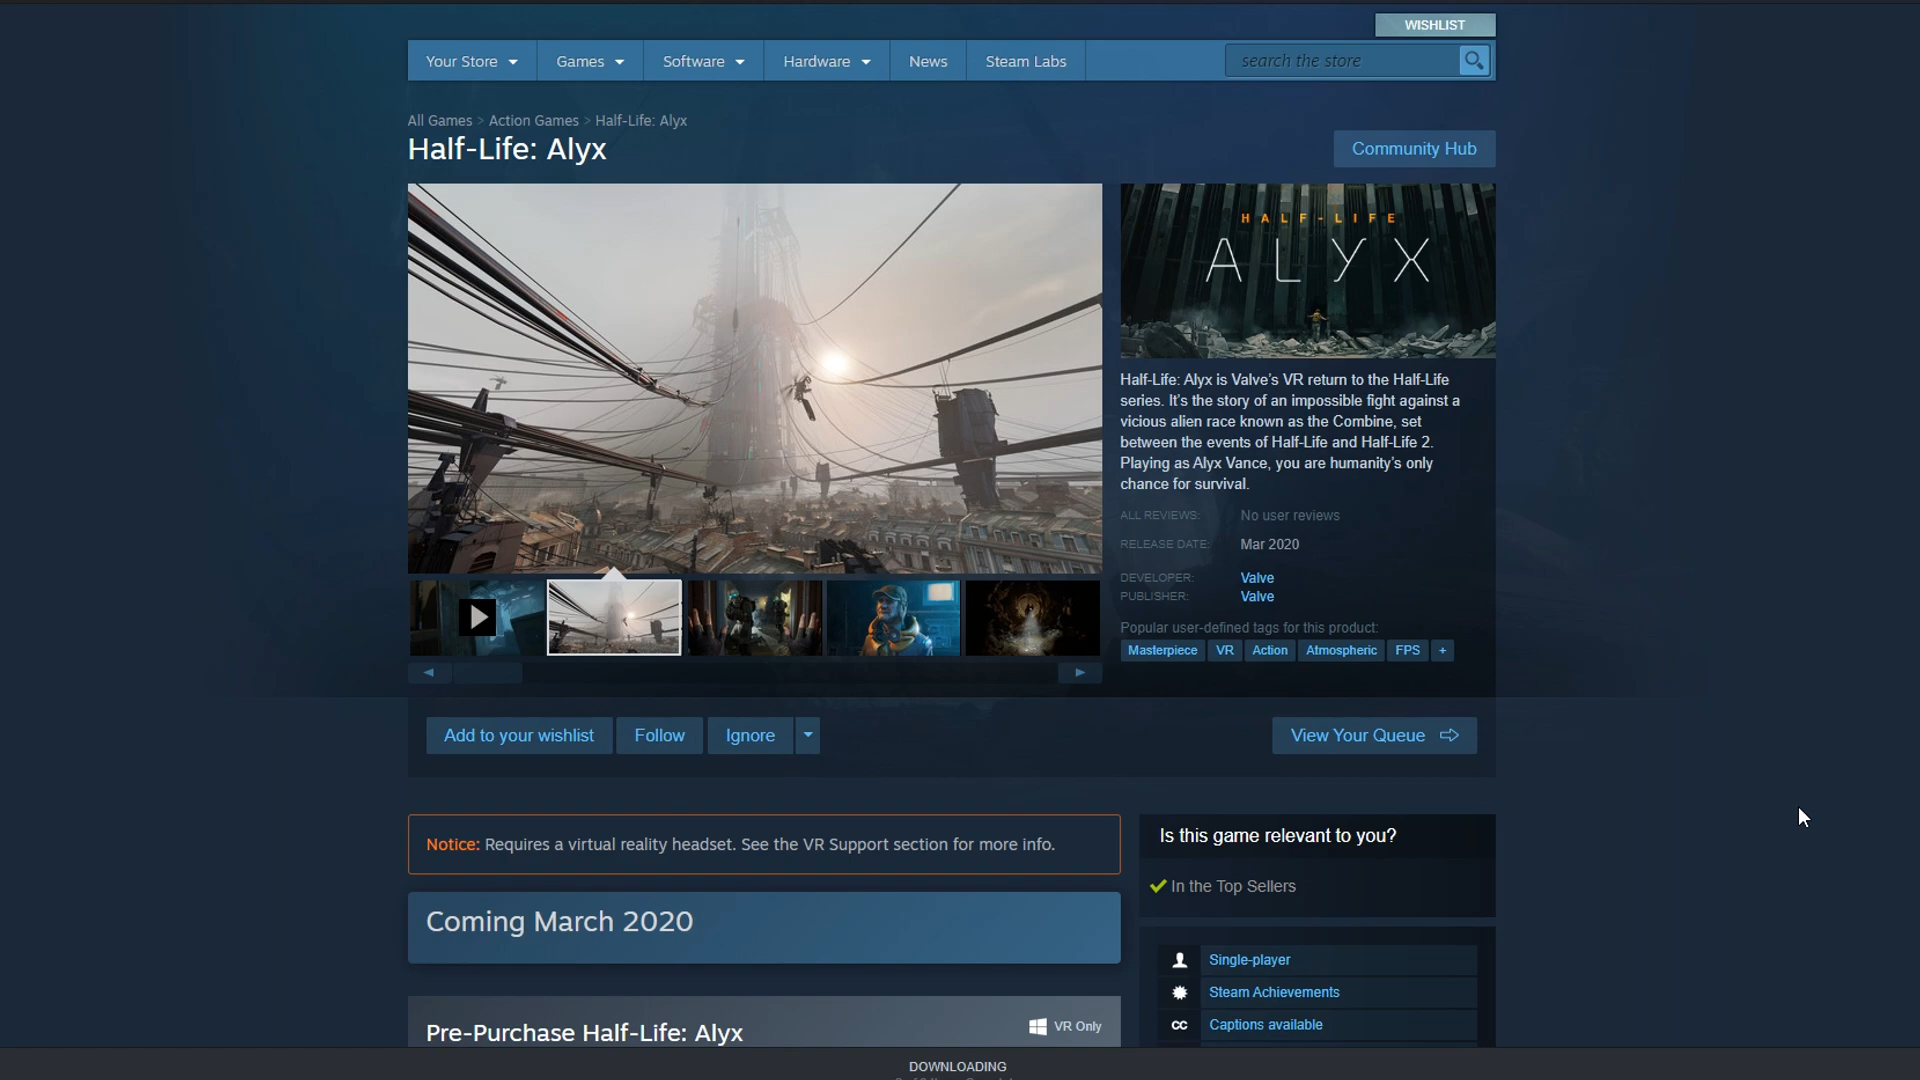 WISHLIST
Your Store Games Software Hardware News Steam Labs search the store
All Games > Action Games > Half-Life: Alyx
Half-Life: Alyx
Community Hub
HALF-LIFE
ALYX
Half-Life: Alyx is Valve's VR return to the Half-Life
series. It's the story of an impossible fight against a
vicious alien race known as the Combine, set
between the events of Half-Life and Half-Life 2.
Playing as Alyx Vance, you are humanity's only
chance for survival.
ALL REVIEWS: No user reviews
RELEASE DATE: Mar 2020
DEVELOPER: Valve
PUBLISHER: Valve
Popular user-defined tags for this product:
Masterpiece VR Action Atmospheric FPS +
Add to your wishlist Follow Ignore View Your Queue
Notice: Requires a virtual reality headset. See the VR Support section for more info.
Is this game relevant to you?
In the Top Sellers
Coming March 2020
Single-player
Steam Achievements
CC Captions available
Pre-Purchase Half-Life: Alyx VR Only
DOWNLOADING